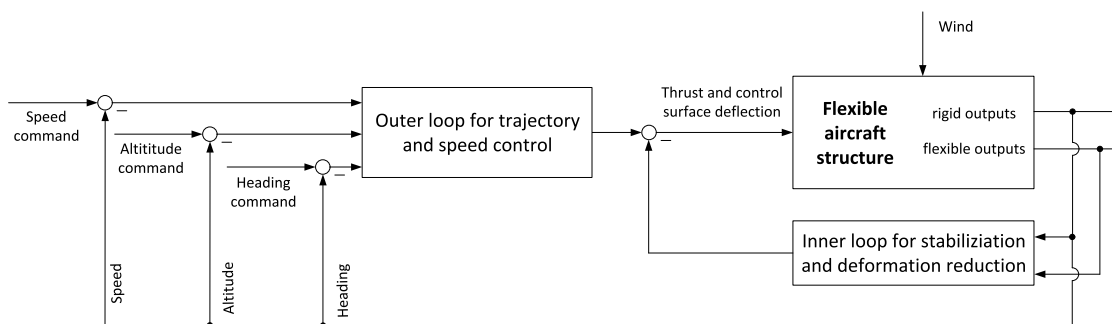 Wind
Speed
command
Altititude
command
Heading
command
Outer loop for trajectory
and speed control
Thrust and control
surface deflection
Flexible
aircraft
structure
rigid outputs
flexible outputs
Inner loop for stabiliziation
and deformation reduction
Speed
Altitude
Heading